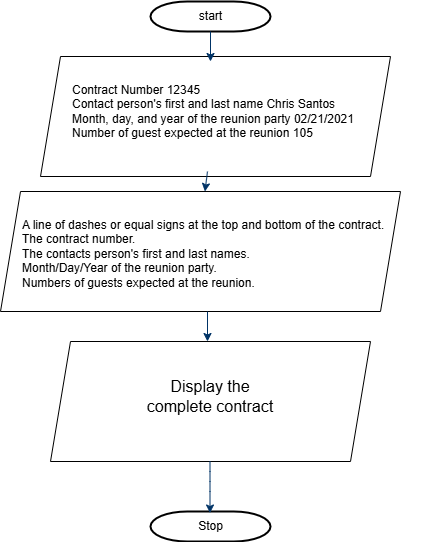 start
Contract Number 12345
Contact person's first and last name Chris Santos
Month, day, and year of the reunion party 02/21/2021
Number of guest expected at the reunion 105
A line of dashes or equal signs at the top and bottom of the contract.
The contract number.
The contacts person's first and last names.
Month/Day/Year of the reunion party.
Numbers of guests expected at the reunion.
Display the
complete contract
Stop